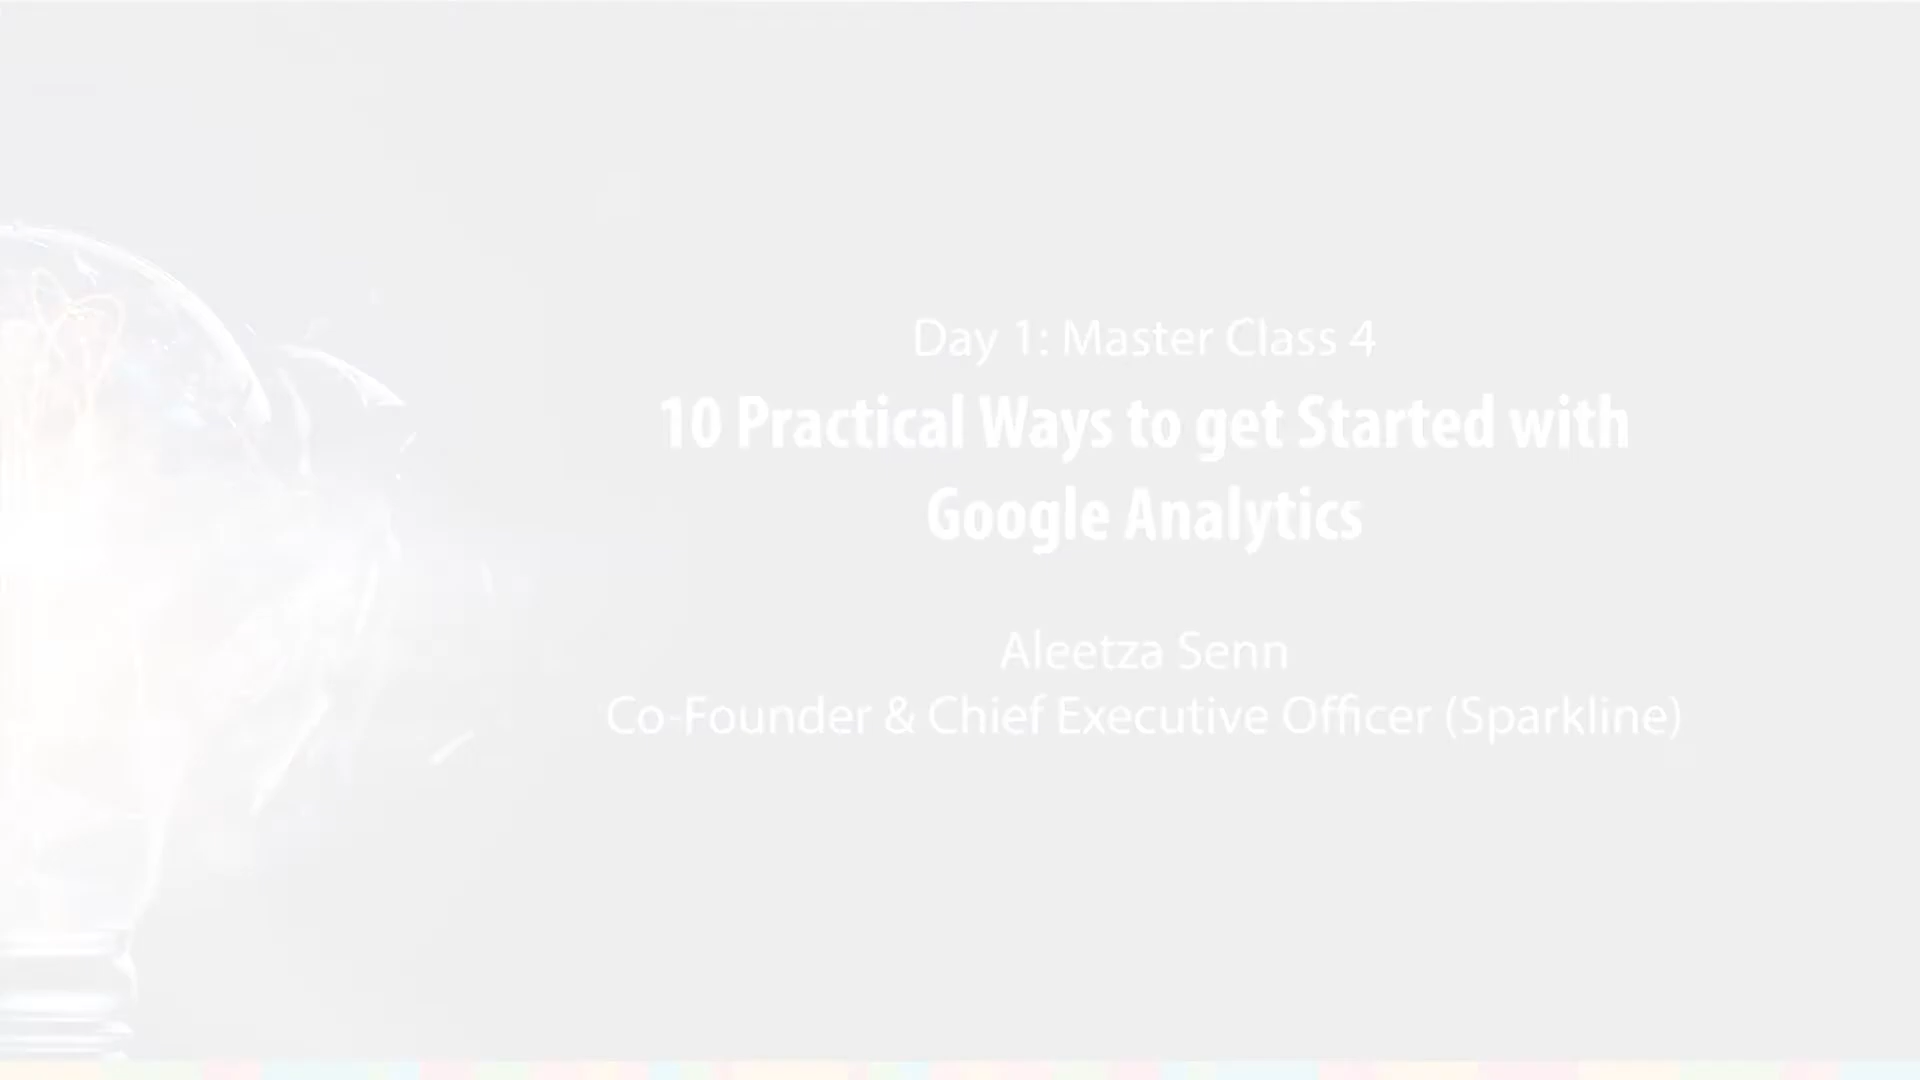 Day 1: Master Class 4
10 Practical Ways to get Started with
Google Analytics
Aleetza Senn
Co-Founder & Chief Executive Officer (Sparkline)